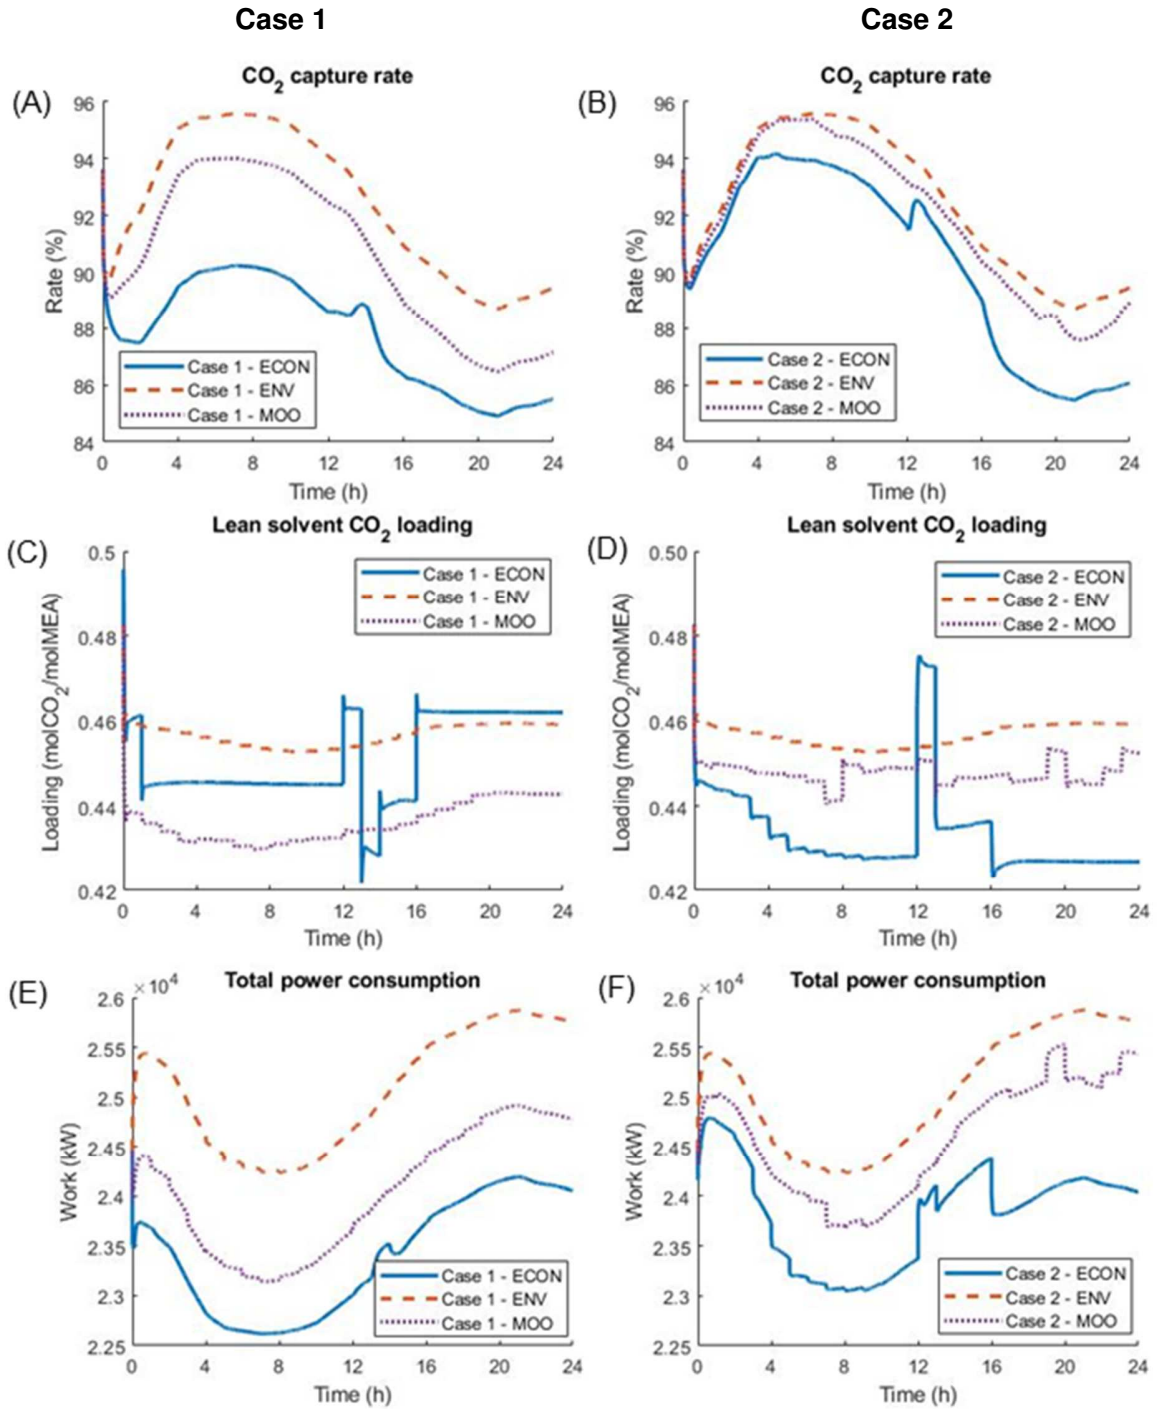 Case 1
Case 2
(A)
CO2 capture rate
96
94
92
90
88
86
84
Rate (%)
Case 1 - ECON
Case 1 - ENV
Case 1 - MOO
0 4 8 12 16 20 24
Time (h)
(B)
CO2 capture rate
96
94
92
90
88
86
84
Rate (%)
Case 2 - ECON
Case 2 - ENV
Case 2 - MOO
0 4 8 12 16 20 24
Time (h)
(C)
Lean solvent CO2 loading
0.5
0.48
0.46
0.44
0.42
Loading (molCO2/molMEA)
Case 1 - ECON
Case 1 - ENV
Case 1 - MOO
0 4 8 12 16 20 24
Time (h)
(D)
Lean solvent CO2 loading
0.50
0.48
0.46
0.44
0.42
Loading (molCO2/molMEA)
Case 2 - ECON
Case 2 - ENV
Case 2 - MOO
0 4 8 12 16 20 24
Time (h)
(E)
Total power consumption
×10^4
2.6
2.55
2.5
2.45
2.4
2.35
2.3
2.25
Work (kW)
Case 1 - ECON
Case 1 - ENV
Case 1 - MOO
0 4 8 12 16 20 24
Time (h)
(F)
Total power consumption
×10^4
2.6
2.55
2.5
2.45
2.4
2.35
2.3
2.25
Work (kW)
Case 2 - ECON
Case 2 - ENV
Case 2 - MOO
0 4 8 12 16 20 24
Time (h)